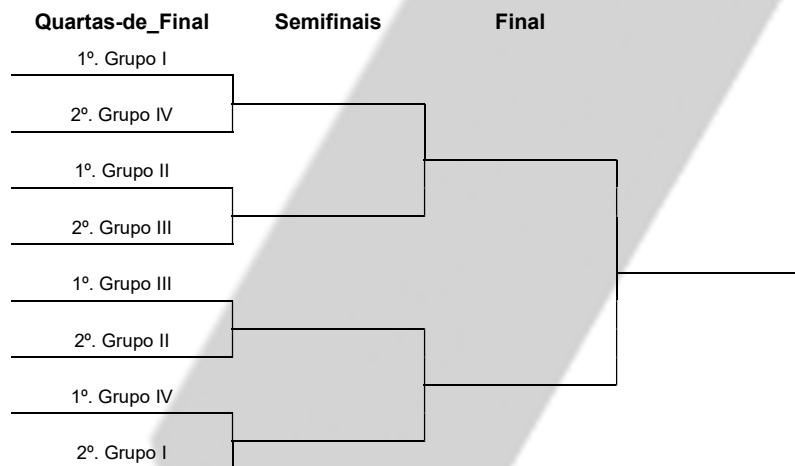 Quartas-de_Final Semifinais Final
1º. Grupo I
2º. Grupo IV
1º. Grupo II
2º. Grupo III
1º. Grupo III
2º. Grupo II
1º. Grupo IV
2º. Grupo I